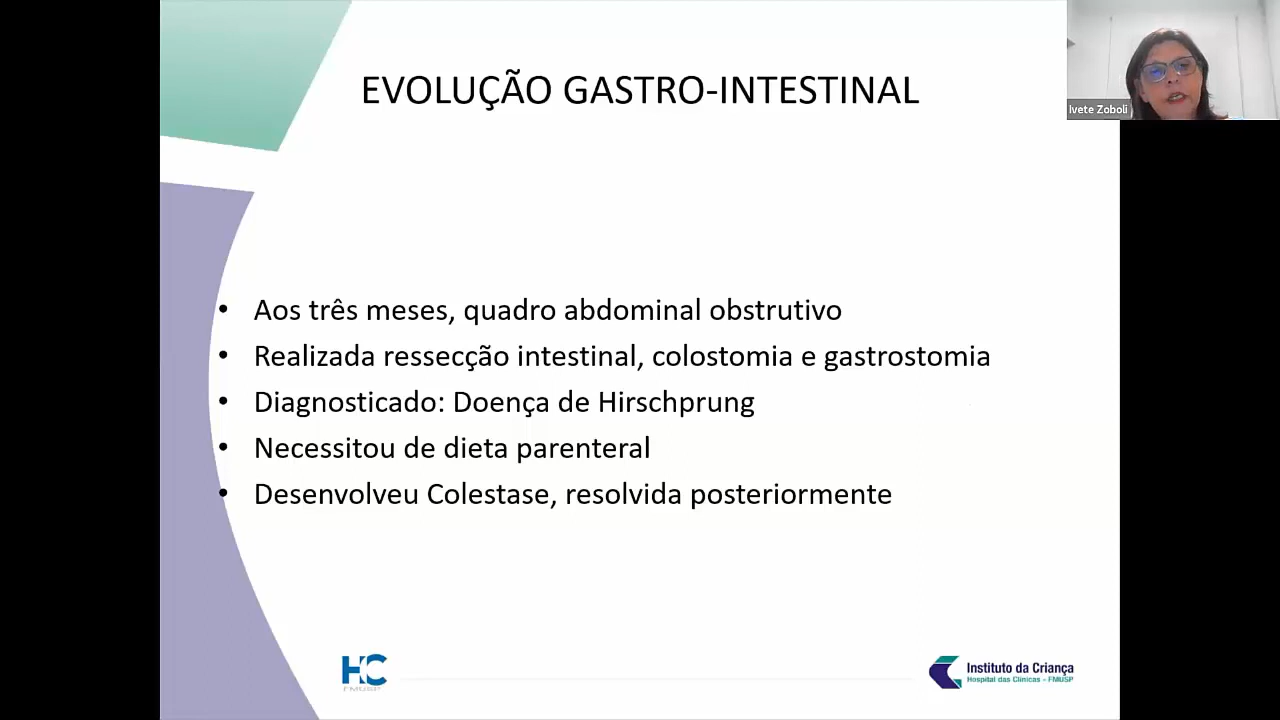 EVOLUÇÃO GASTRO-INTESTINAL
Ivete Zoboli
• Aos três meses, quadro abdominal obstrutivo
• Realizada ressecção intestinal, colostomia e gastrostomia
• Diagnosticado: Doença de Hirschprung
• Necessitou de dieta parenteral
• Desenvolveu Colestase, resolvida posteriormente
HC
FMUSP
Instituto da Criança
Hospital das Clínicas - FMUSP